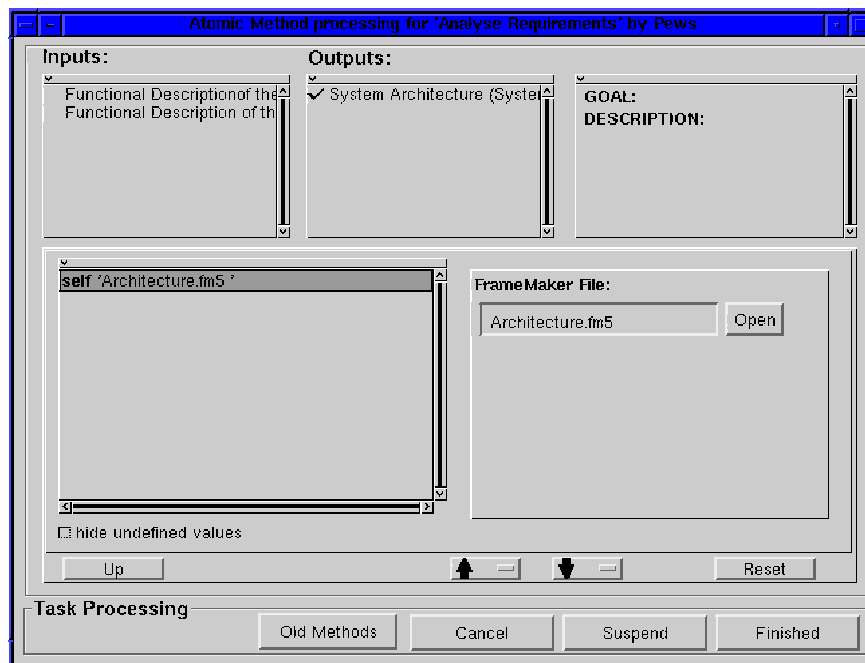 Atomic Method processing for 'Analyse Requirements' by Pews
Inputs:
Outputs:
Functional Descriptionof the
Functional Description of th
System Architecture (System
GOAL:
DESCRIPTION:
self 'Architecture.fm5 '
FrameMaker File:
Architecture.fm5
Open
hide undefined values
Up
Reset
Task Processing
Old Methods
Cancel
Suspend
Finished